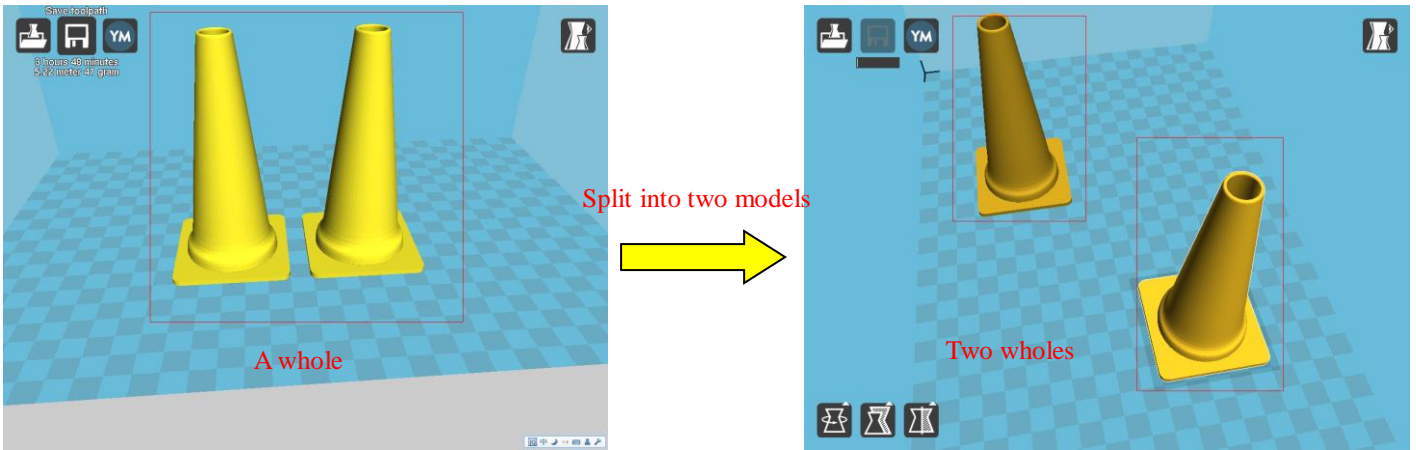 Save toolpath
YM
3 hours 48 minutes
5.22 meter 41 gram
A whole
Split into two models
YM
Two wholes